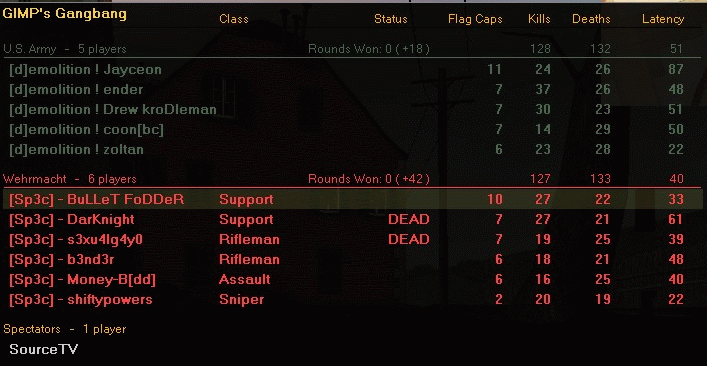 GIMP's Gangbang Class Status Flag Caps Kills Deaths Latency
U.S. Army - 5 players Rounds Won: 0 ( +18 ) 128 132 51
[d]emolition ! Jayceon 11 24 26 87
[d]emolition ! ender 7 37 26 48
[d]emolition ! Drew kroDleman 7 30 23 51
[d]emolition ! coon[bc] 7 14 29 50
[d]emolition ! zoltan 6 23 28 22
Wehrmacht - 6 players Rounds Won: 0 ( +42 ) 127 133 40
[Sp3c] - BuLLeT FoDDeR Support 10 27 22 33
[Sp3c] - DarKnight Support DEAD 7 27 21 61
[Sp3c] - s3xu4lg4y0 Rifleman DEAD 7 19 25 39
[Sp3c] - b3nd3r Rifleman 6 18 21 48
[Sp3c] - Money-B[dd] Assault 6 16 25 40
[Sp3c] - shiftypowers Sniper 2 20 19 22
Spectators - 1 player
SourceTV